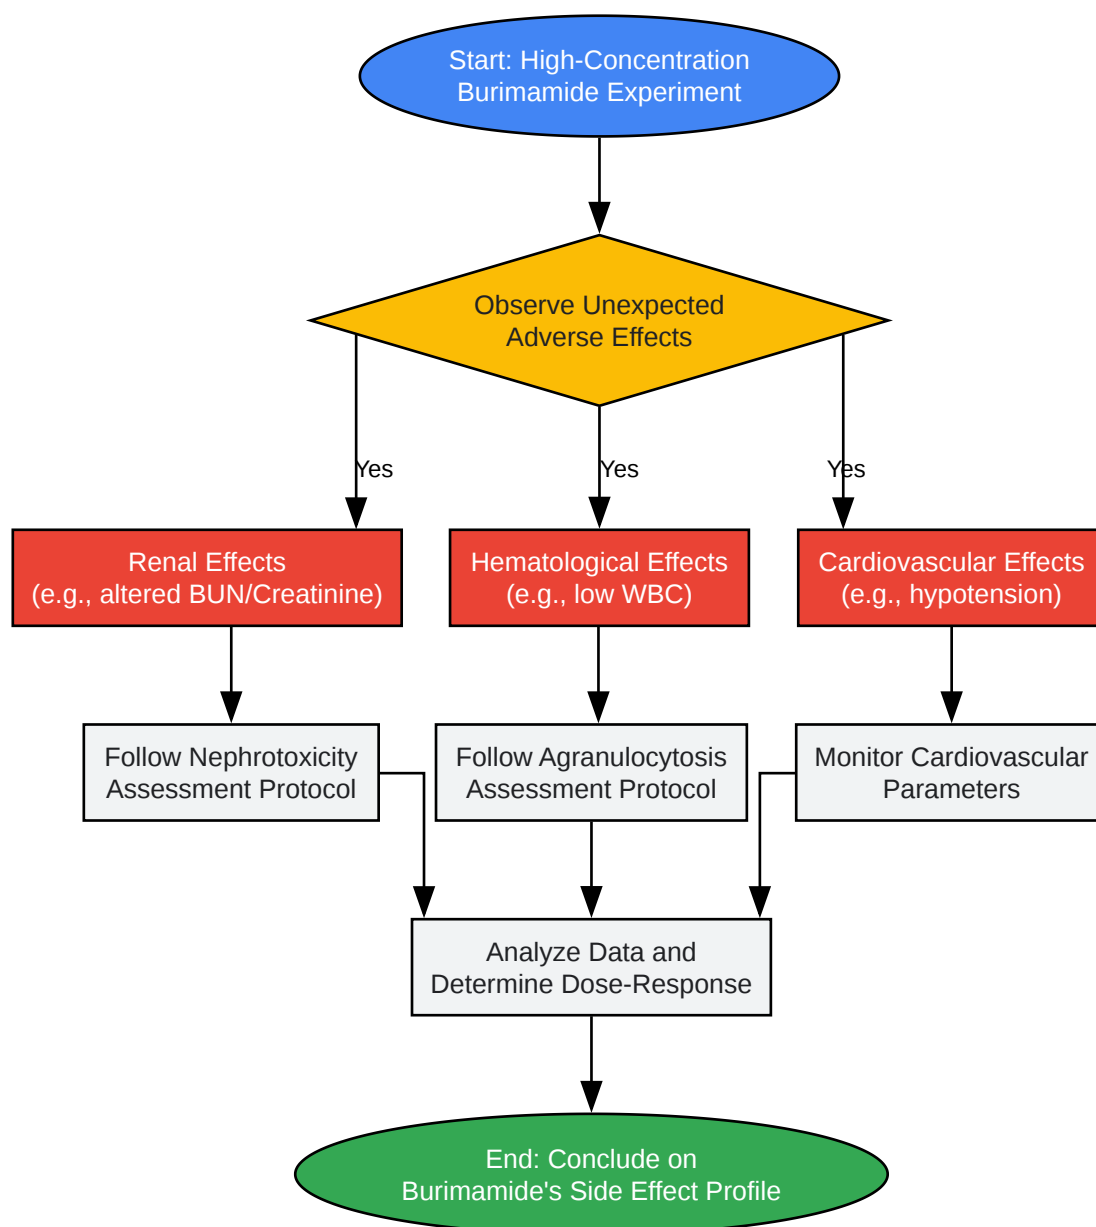 Start: High-Concentration
Burimamide Experiment
Observe Unexpected
Adverse Effects
Yes
Yes
Yes
Renal Effects
(e.g., altered BUN/Creatinine)
Hematological Effects
(e.g., low WBC)
Cardiovascular Effects
(e.g., hypotension)
Follow Nephrotoxicity
Assessment Protocol
Follow Agranulocytosis
Assessment Protocol
Monitor Cardiovascular
Parameters
Analyze Data and
Determine Dose-Response
End: Conclude on
Burimamide's Side Effect Profile